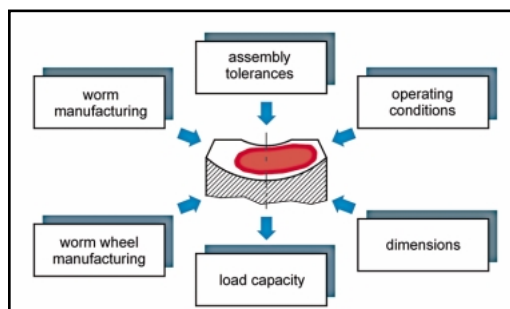 assembly
tolerances
worm
manufacturing
operating
conditions
worm wheel
manufacturing
load capacity
dimensions